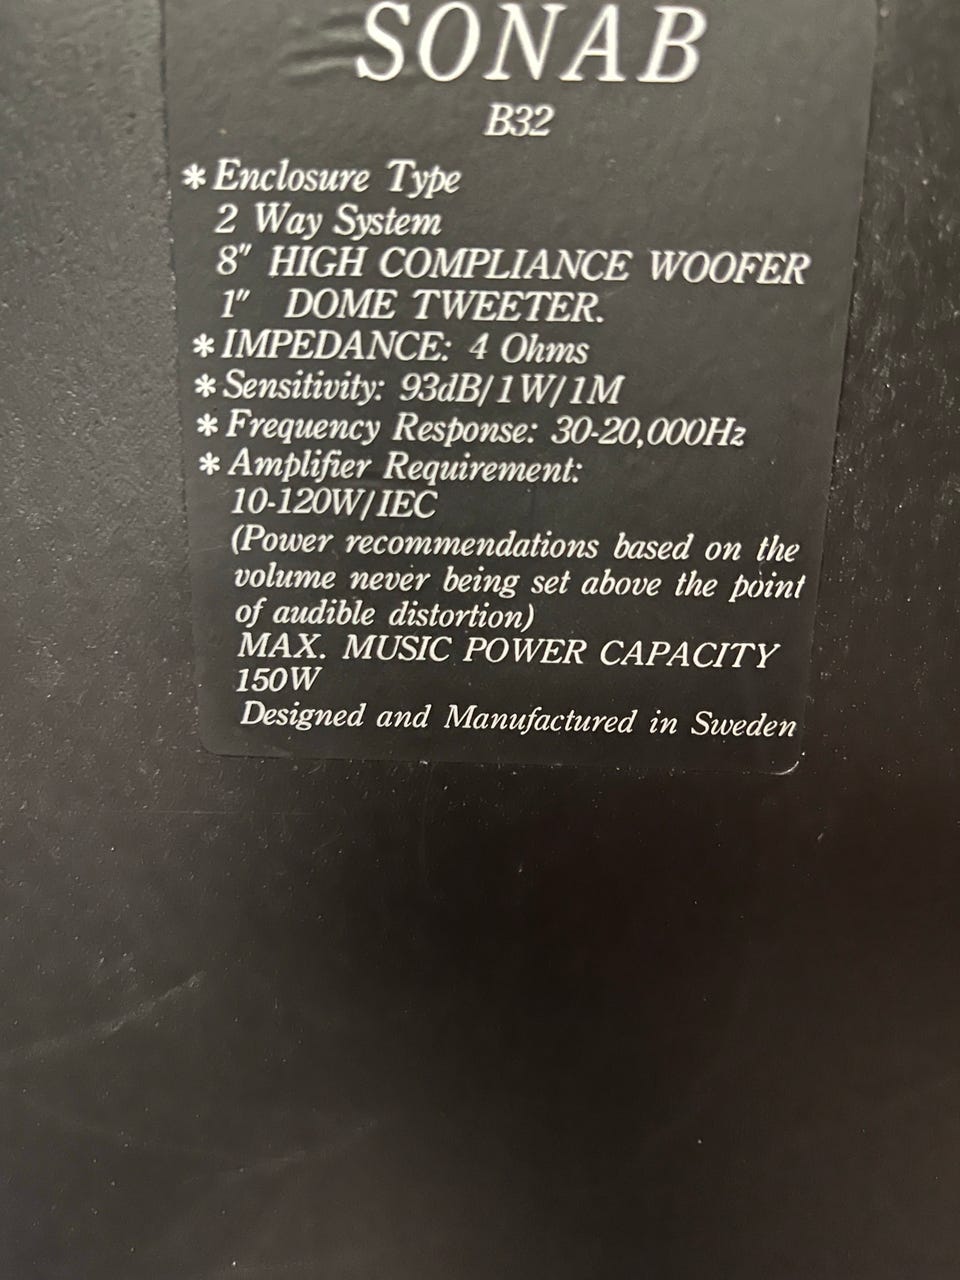 SONAB
B32
* Enclosure Type
2 Way System
8" HIGH COMPLIANCE WOOFER
1" DOME TWEETER.
* IMPEDANCE: 4 Ohms
* Sensitivity: 93dB/1W/1M
* Frequency Response: 30-20,000Hz
* Amplifier Requirement:
10-120W/IEC
(Power recommendations based on the
volume never being set above the point
of audible distortion)
MAX. MUSIC POWER CAPACITY
150W
Designed and Manufactured in Sweden